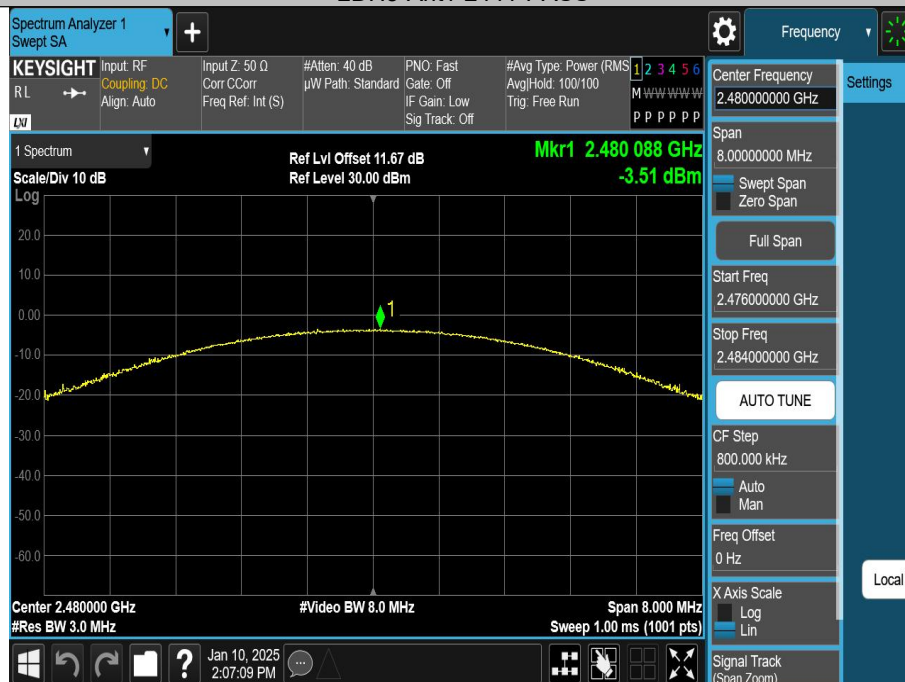 Spectrum Analyzer 1
Swept SA
+
Frequency
KEYSIGHT
RL
LXI
Input: RF
Coupling: DC
Align: Auto
Input Z: 50 Ω
Corr CCorr
Freq Ref: Int (S)
#Atten: 40 dB
µW Path: Standard
PNO: Fast
Gate: Off
IF Gain: Low
Sig Track: Off
#Avg Type: Power (RMS
Avg|Hold: 100/100
Trig: Free Run
1 2 3 4 5 6
M W W W W W
P P P P P P
Center Frequency
2.480000000 GHz
Settings
1 Spectrum
Scale/Div 10 dB
Log
Ref Lvl Offset 11.67 dB
Ref Level 30.00 dBm
Mkr1 2.480 088 GHz
-3.51 dBm
20.0
10.0
0.00
-10.0
-20.0
-30.0
-40.0
-50.0
-60.0
1
Span
8.00000000 MHz
Swept Span
Zero Span
Full Span
Start Freq
2.476000000 GHz
Stop Freq
2.484000000 GHz
AUTO TUNE
CF Step
800.000 kHz
Auto
Man
Freq Offset
0 Hz
Local
X Axis Scale
Log
Lin
Signal Track
(Span Zoom)
Center 2.480000 GHz
#Res BW 3.0 MHz
#Video BW 8.0 MHz
Span 8.000 MHz
Sweep 1.00 ms (1001 pts)
?
Jan 10, 2025
2:07:09 PM